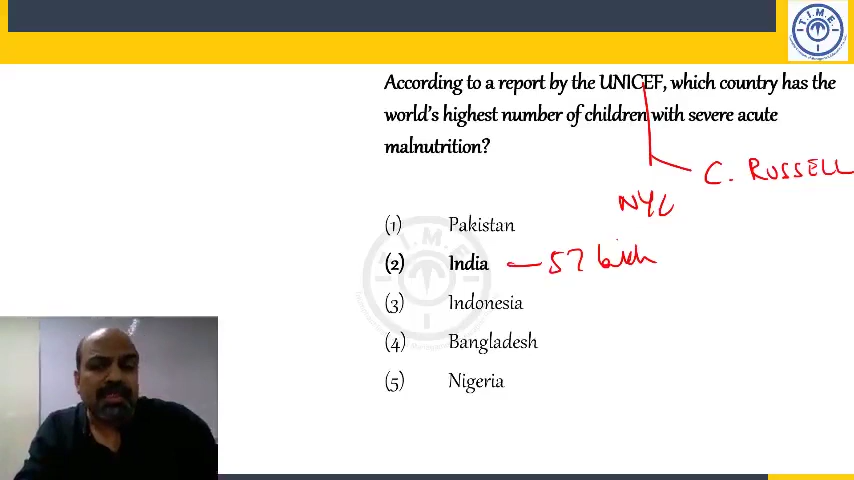 T.I.M.E.
According to a report by the UNICEF, which country has the
world's highest number of children with severe acute
malnutrition?
C. RUSSELL
NYC
(1) Pakistan
(2) India — 57 lakh
(3) Indonesia
(4) Bangladesh
(5) Nigeria